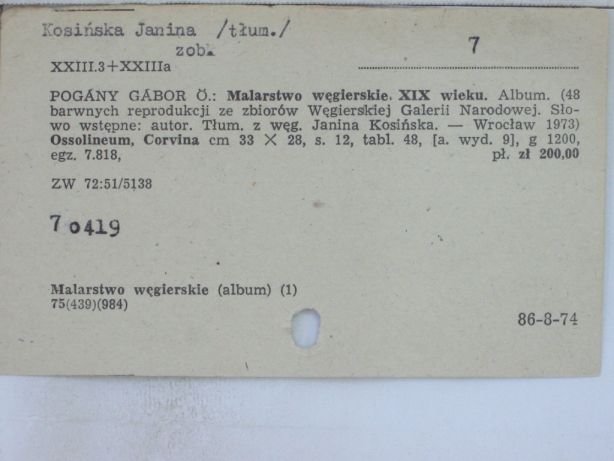 Kosińska Janina /tłum./
zob.
7
XXIII.3+XXIIIa
POGÁNY GÁBOR Ö.: Malarstwo węgierskie. XIX wieku. Album. (48
barwnych reprodukcji ze zbiorów Węgierskiej Galerii Narodowej. Sło-
wo wstępne: autor. Tłum. z węg. Janina Kosińska. — Wrocław 1973)
Ossolineum, Corvina cm 33 × 28, s. 12, tabl. 48, [a. wyd. 9], g 1200,
egz. 7.818, pł. zł 200,00
ZW 72:51/5138
70419
Malarstwo węgierskie (album) (1)
75(439)(984)
86-8-74